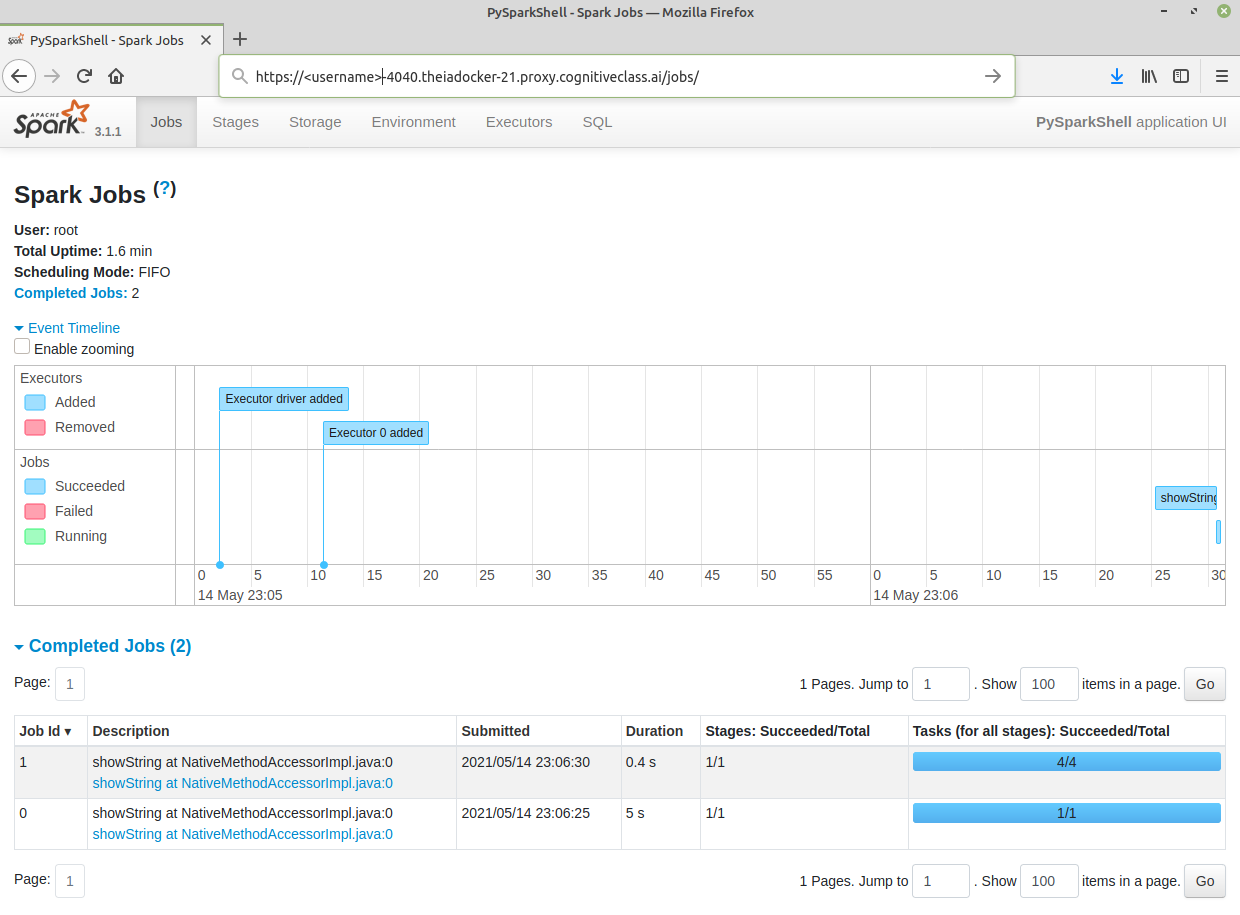 PySparkShell - Spark Jobs — Mozilla Firefox
PySparkShell - Spark Jobs
https://<username>-4040.theiadocker-21.proxy.cognitiveclass.ai/jobs/
APACHE Spark 3.1.1 Jobs Stages Storage Environment Executors SQL PySparkShell application UI
Spark Jobs (?)
User: root
Total Uptime: 1.6 min
Scheduling Mode: FIFO
Completed Jobs: 2
Event Timeline
Enable zooming
Executors
Added
Removed
Executor driver added
Executor 0 added
Jobs
Succeeded
Failed
Running
showString
0 5 10 15 20 25 30 35 40 45 50 55 0 5 10 15 20 25 30
14 May 23:05 14 May 23:06
Completed Jobs (2)
Page: 1 1 Pages. Jump to 1 . Show 100 items in a page. Go
Job Id ▾ Description Submitted Duration Stages: Succeeded/Total Tasks (for all stages): Succeeded/Total
1 showString at NativeMethodAccessorImpl.java:0 2021/05/14 23:06:30 0.4 s 1/1 4/4
showString at NativeMethodAccessorImpl.java:0
0 showString at NativeMethodAccessorImpl.java:0 2021/05/14 23:06:25 5 s 1/1 1/1
showString at NativeMethodAccessorImpl.java:0
Page: 1 1 Pages. Jump to 1 . Show 100 items in a page. Go